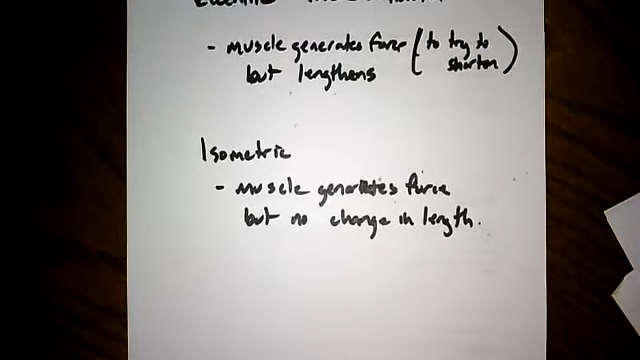 - muscle generates force (to try to shorten)
but lengthens
Isometric
- muscle generates force
but no change in length.